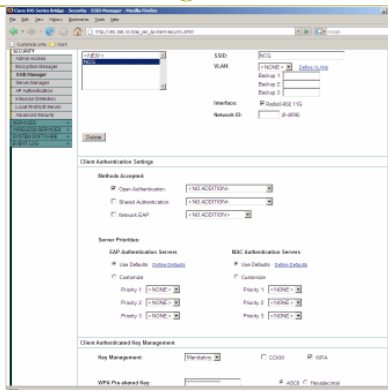 Cisco IOS Series Bridge - Security - SSID Manager - Mozilla Firefox
File Edit View History Bookmarks Tools Help
Customize Links
SECURITY
Admin Access
Encryption Manager
SSID Manager
Server Manager
AP Authentication
Intrusion Detection
Local RADIUS Server
Advanced Security
SERVICES
WIRELESS SERVICES
SYSTEM SOFTWARE
EVENT LOG
< NEW >
NCG
SSID: NCG
VLAN: < NONE > Define VLANs
Backup 1:
Backup 2:
Backup 3:
Interface: Radio0-802.11G
Network ID: (0-4096)
Delete
Client Authentication Settings
Methods Accepted:
Open Authentication: < NO ADDITION>
Shared Authentication: < NO ADDITION>
Network EAP: < NO ADDITION >
Server Priorities:
EAP Authentication Servers MAC Authentication Servers
Use Defaults Define Defaults Use Defaults Define Defaults
Customize Customize
Priority 1: < NONE > Priority 1: < NONE >
Priority 2: < NONE > Priority 2: < NONE >
Priority 3: < NONE > Priority 3: < NONE >
Client Authenticated Key Management
Key Management: Mandatory CCKM WPA
WPA Pre-shared Key: ASCII Hexadecimal